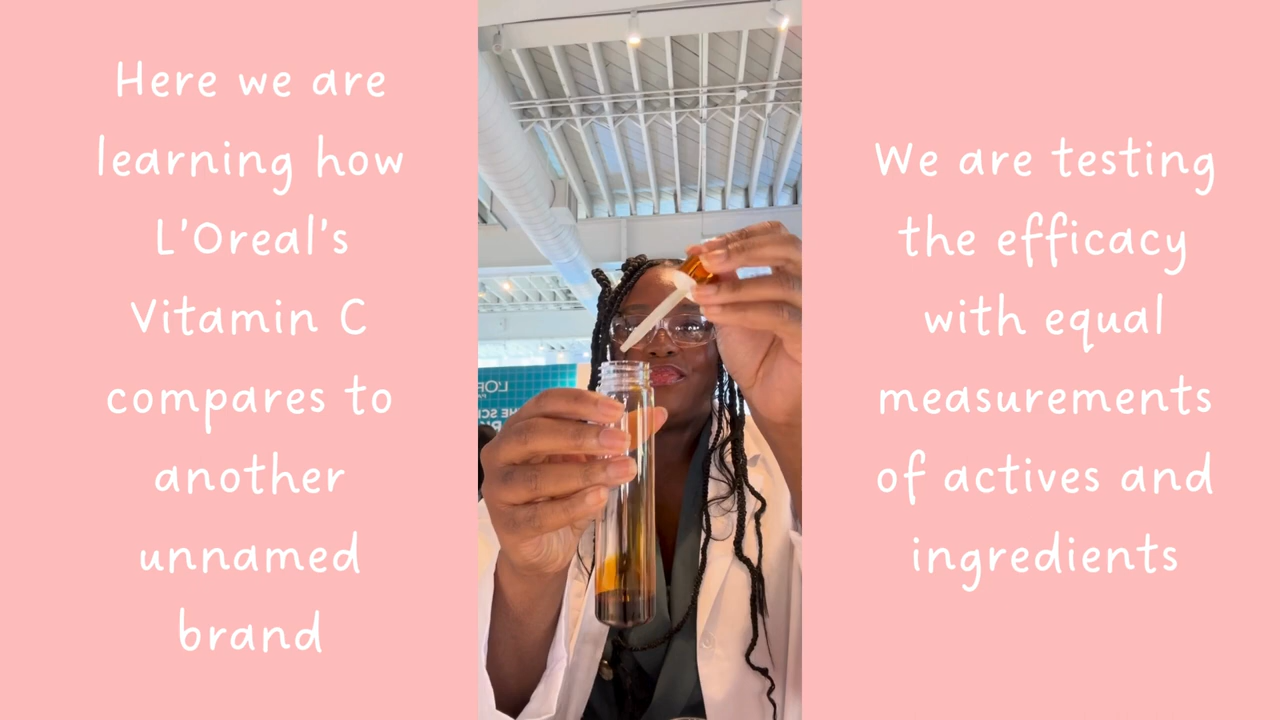 Here we are
learning how
L'Oreal's
Vitamin C
compares to
another
unnamed
brand
We are testing
the efficacy
with equal
measurements
of actives and
ingredients